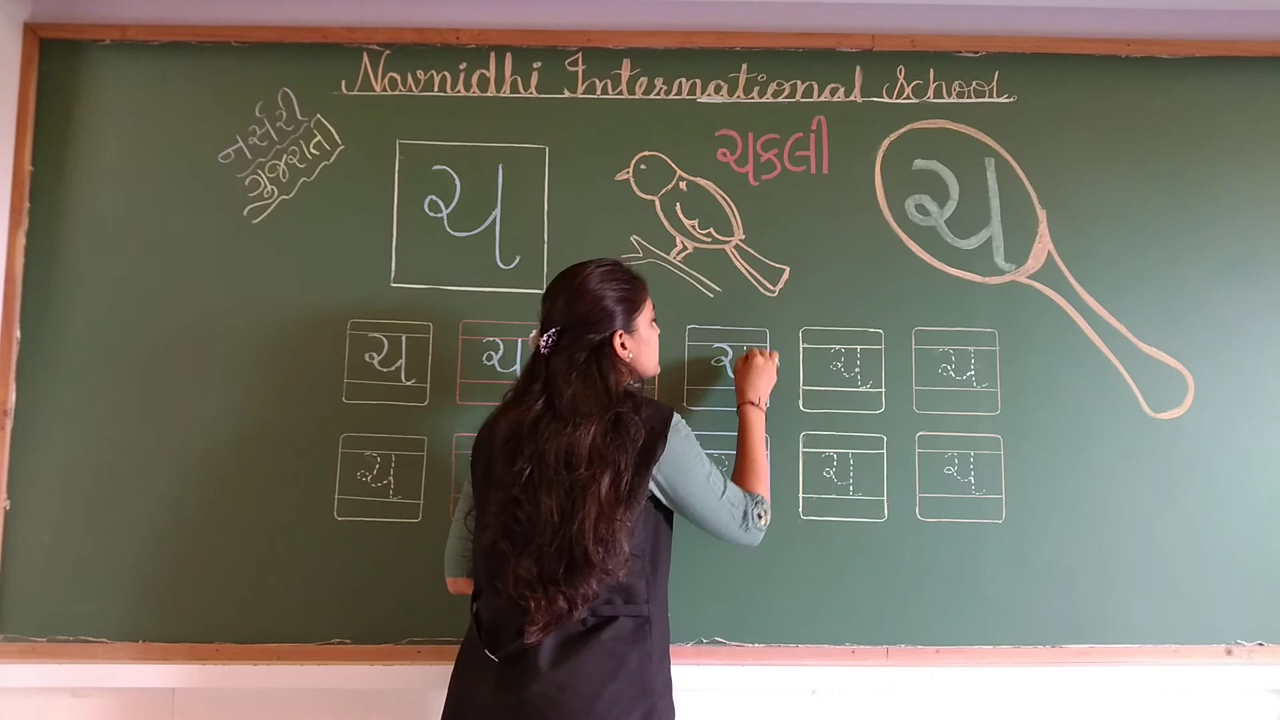 Navnidhi International School
નર્સરી
ગુજરાતી
ચ
ચકલી
ચ
ચ ચ ચ ચ ચ
ચ ચ ચ ચ